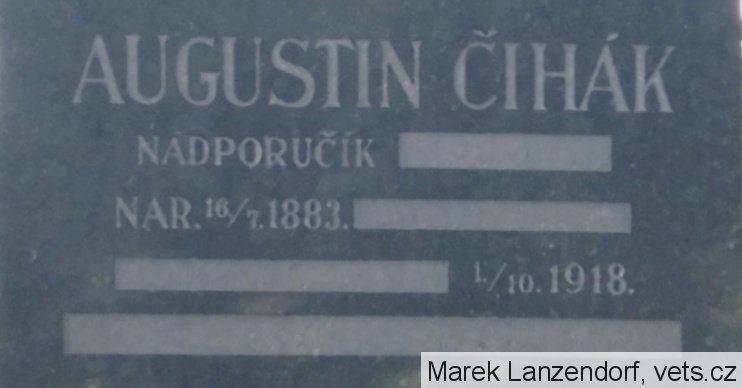 AUGUSTIN ČIHÁK
NADPORUČÍK
NAR. 16/7. 1883.
1./10. 1918.
Marek Lanzendorf, vets.cz